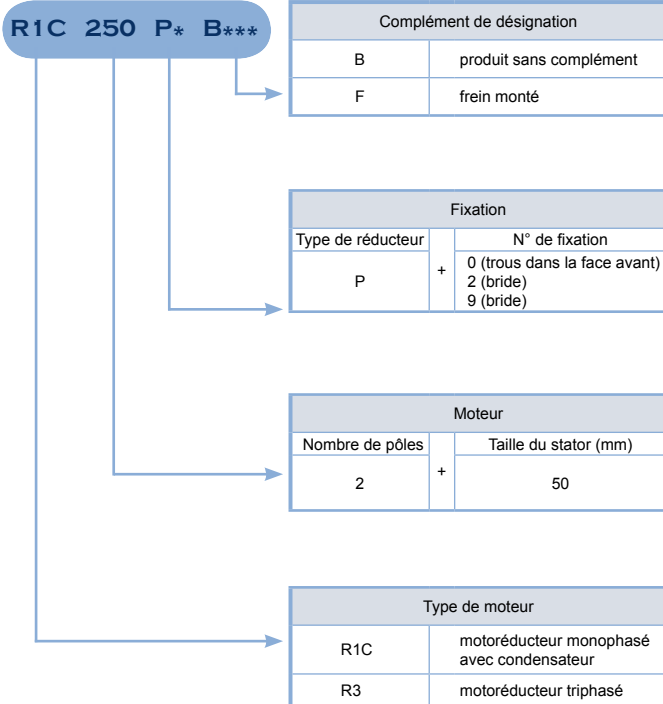 R1C 250 P* B***
Complément de désignation
B produit sans complément
F frein monté
Fixation
Type de réducteur + N° de fixation
P 0 (trous dans la face avant)
2 (bride)
9 (bride)
Moteur
Nombre de pôles + Taille du stator (mm)
2 50
Type de moteur
R1C motoréducteur monophasé
avec condensateur
R3 motoréducteur triphasé